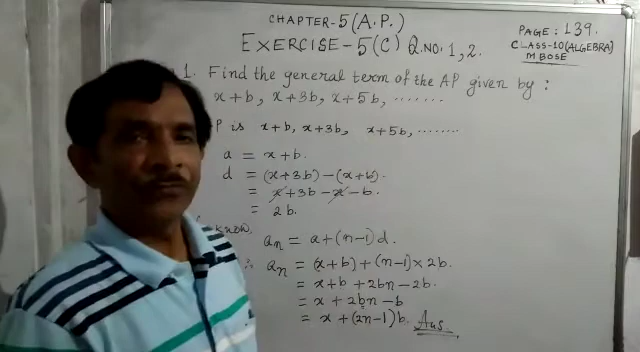 CHAPTER-5(A.P.)
EXERCISE-5(C) Q.NO. 1,2.
PAGE: 139.
CLASS-10(ALGEBRA)
MBOSE
1. Find the general term of the AP given by:
x+b, x+3b, x+5b, .......
P is x+b, x+3b, x+5b, ........
a = x+b.
d = (x+3b)-(x+b).
= x+3b-x-b.
= 2b.
know,
an = a+(n-1)d.
∴ an = (x+b)+(n-1)×2b.
= x+b+2bn-2b.
= x+2bn-b
= x+(2n-1)b. Ans.